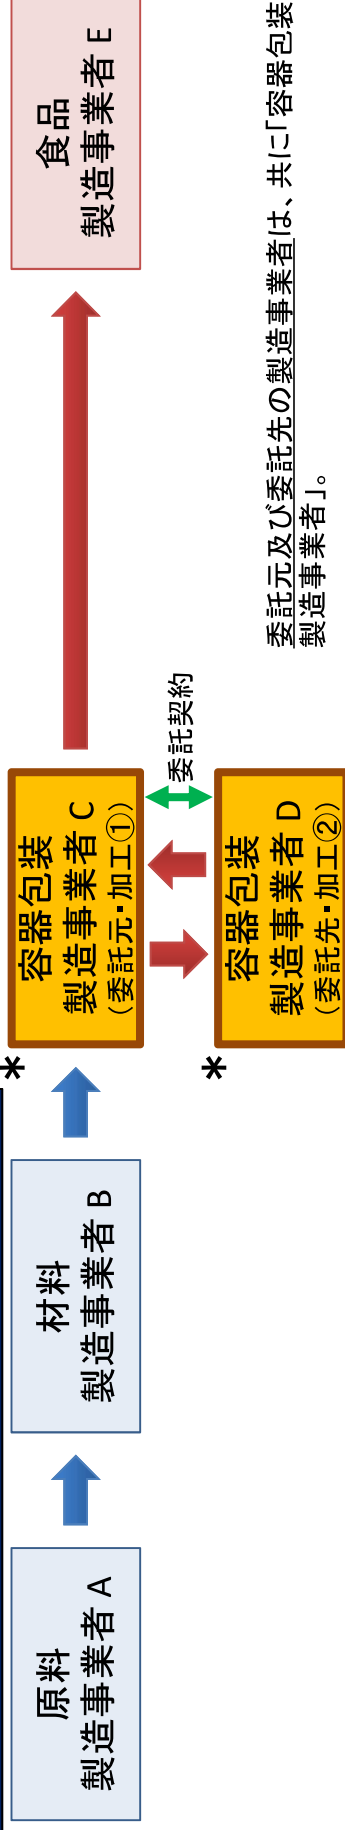 原料
製造事業者 A
材料
製造事業者 B
*
容器包装
製造事業者 C
（委託元・加工①）
食品
製造事業者 E
委託契約
*
容器包装
製造事業者 D
（委託先・加工②）
委託元及び委託先の製造事業者は、共に「容器包装
製造事業者」。